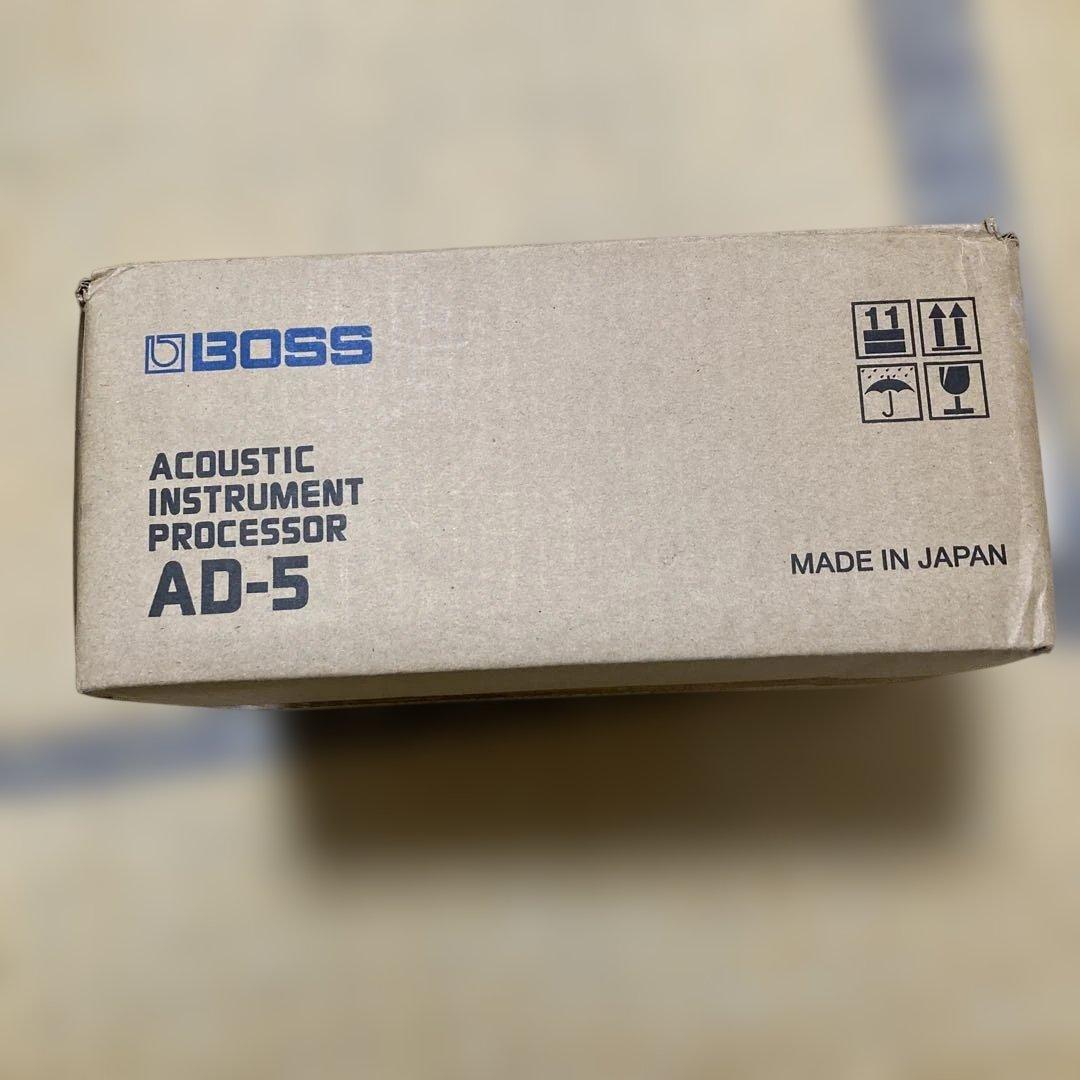 BOSS
ACOUSTIC
INSTRUMENT
PROCESSOR
AD-5
11
MADE IN JAPAN